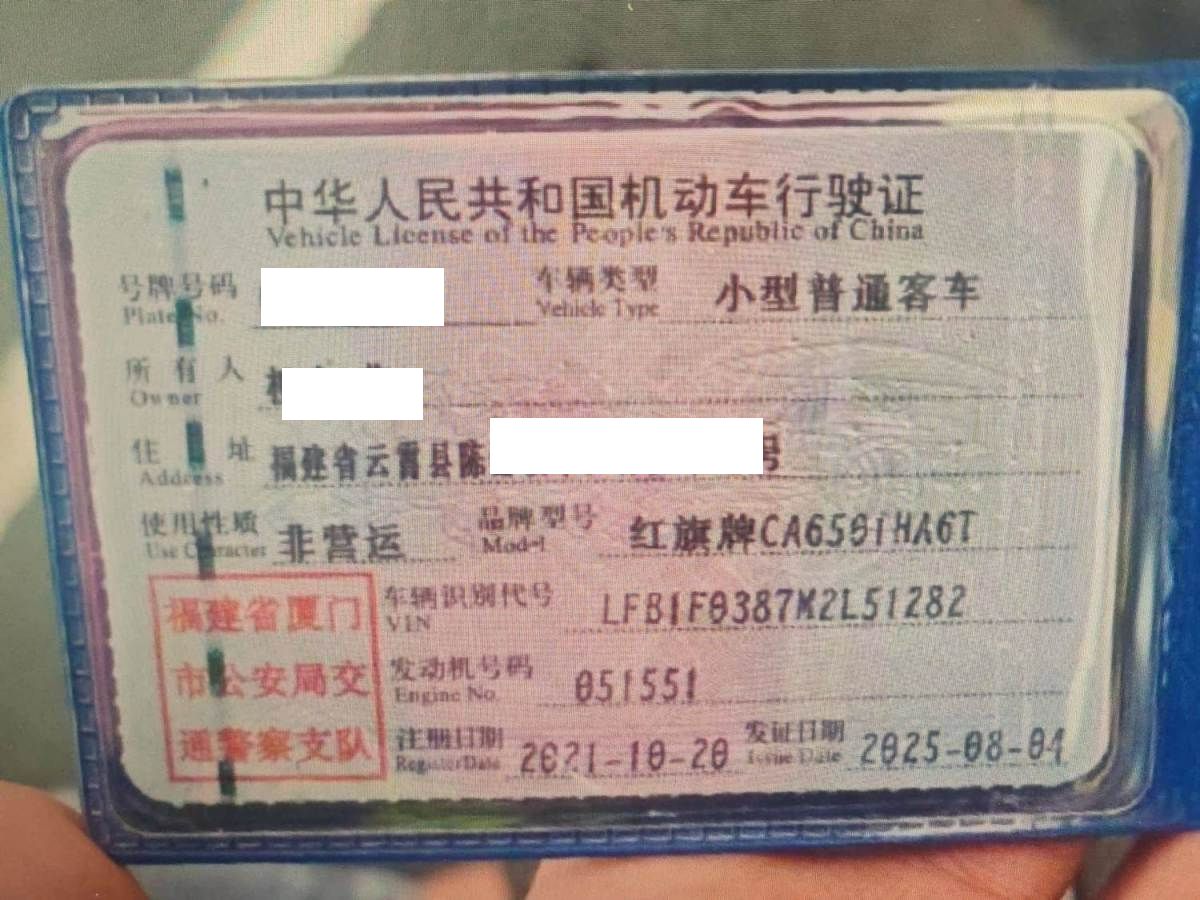 中华人民共和国机动车行驶证
Vehicle License of the People's Republic of China
号牌号码
Plate No.
车辆类型 小型普通客车
Vehicle Type
所有人
Owner
住址 福建省云霄县陈 号
Address
使用性质 非营运
Use Character
品牌型号 红旗牌CA6501HA6T
Model
福建省厦门
市公安局交
通警察支队
车辆识别代号 LFB1F0387M2L51282
VIN
发动机号码 051551
Engine No.
注册日期 2021-10-20
Register Date
发证日期 2025-08-04
Issue Date